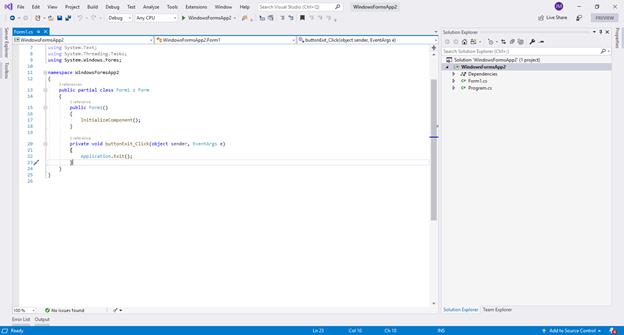 File Edit View Project Build Debug Test Analyze Tools Extensions Window Help Search Visual Studio (Ctrl+Q) WindowsFormsApp2
JM
Debug Any CPU WindowsFormsApp2 Live Share PREVIEW
Server Explorer
Toolbox
Form1.cs
WindowsFormsApp2 WindowsFormsApp2.Form1 buttonExit_Click(object sender, EventArgs e)
7 using System.Text;
8 using System.Threading.Tasks;
9 using System.Windows.Forms;
10
11 namespace WindowsFormsApp2
12 {
3 references
13 public partial class Form1 : Form
14 {
1 reference
15 public Form1()
16 {
17 InitializeComponent();
18 }
19
1 reference
20 private void buttonExit_Click(object sender, EventArgs e)
21 {
22 Application.Exit();
23 }
24 }
25 }
26
100 % No issues found
Error List Output
Solution Explorer
Search Solution Explorer (Ctrl+;)
Solution 'WindowsFormsApp2' (1 project)
WindowsFormsApp2
Dependencies
Form1.cs
Program.cs
Solution Explorer Team Explorer
Properties
Ready Ln 23 Col 10 Ch 10 INS Add to Source Control